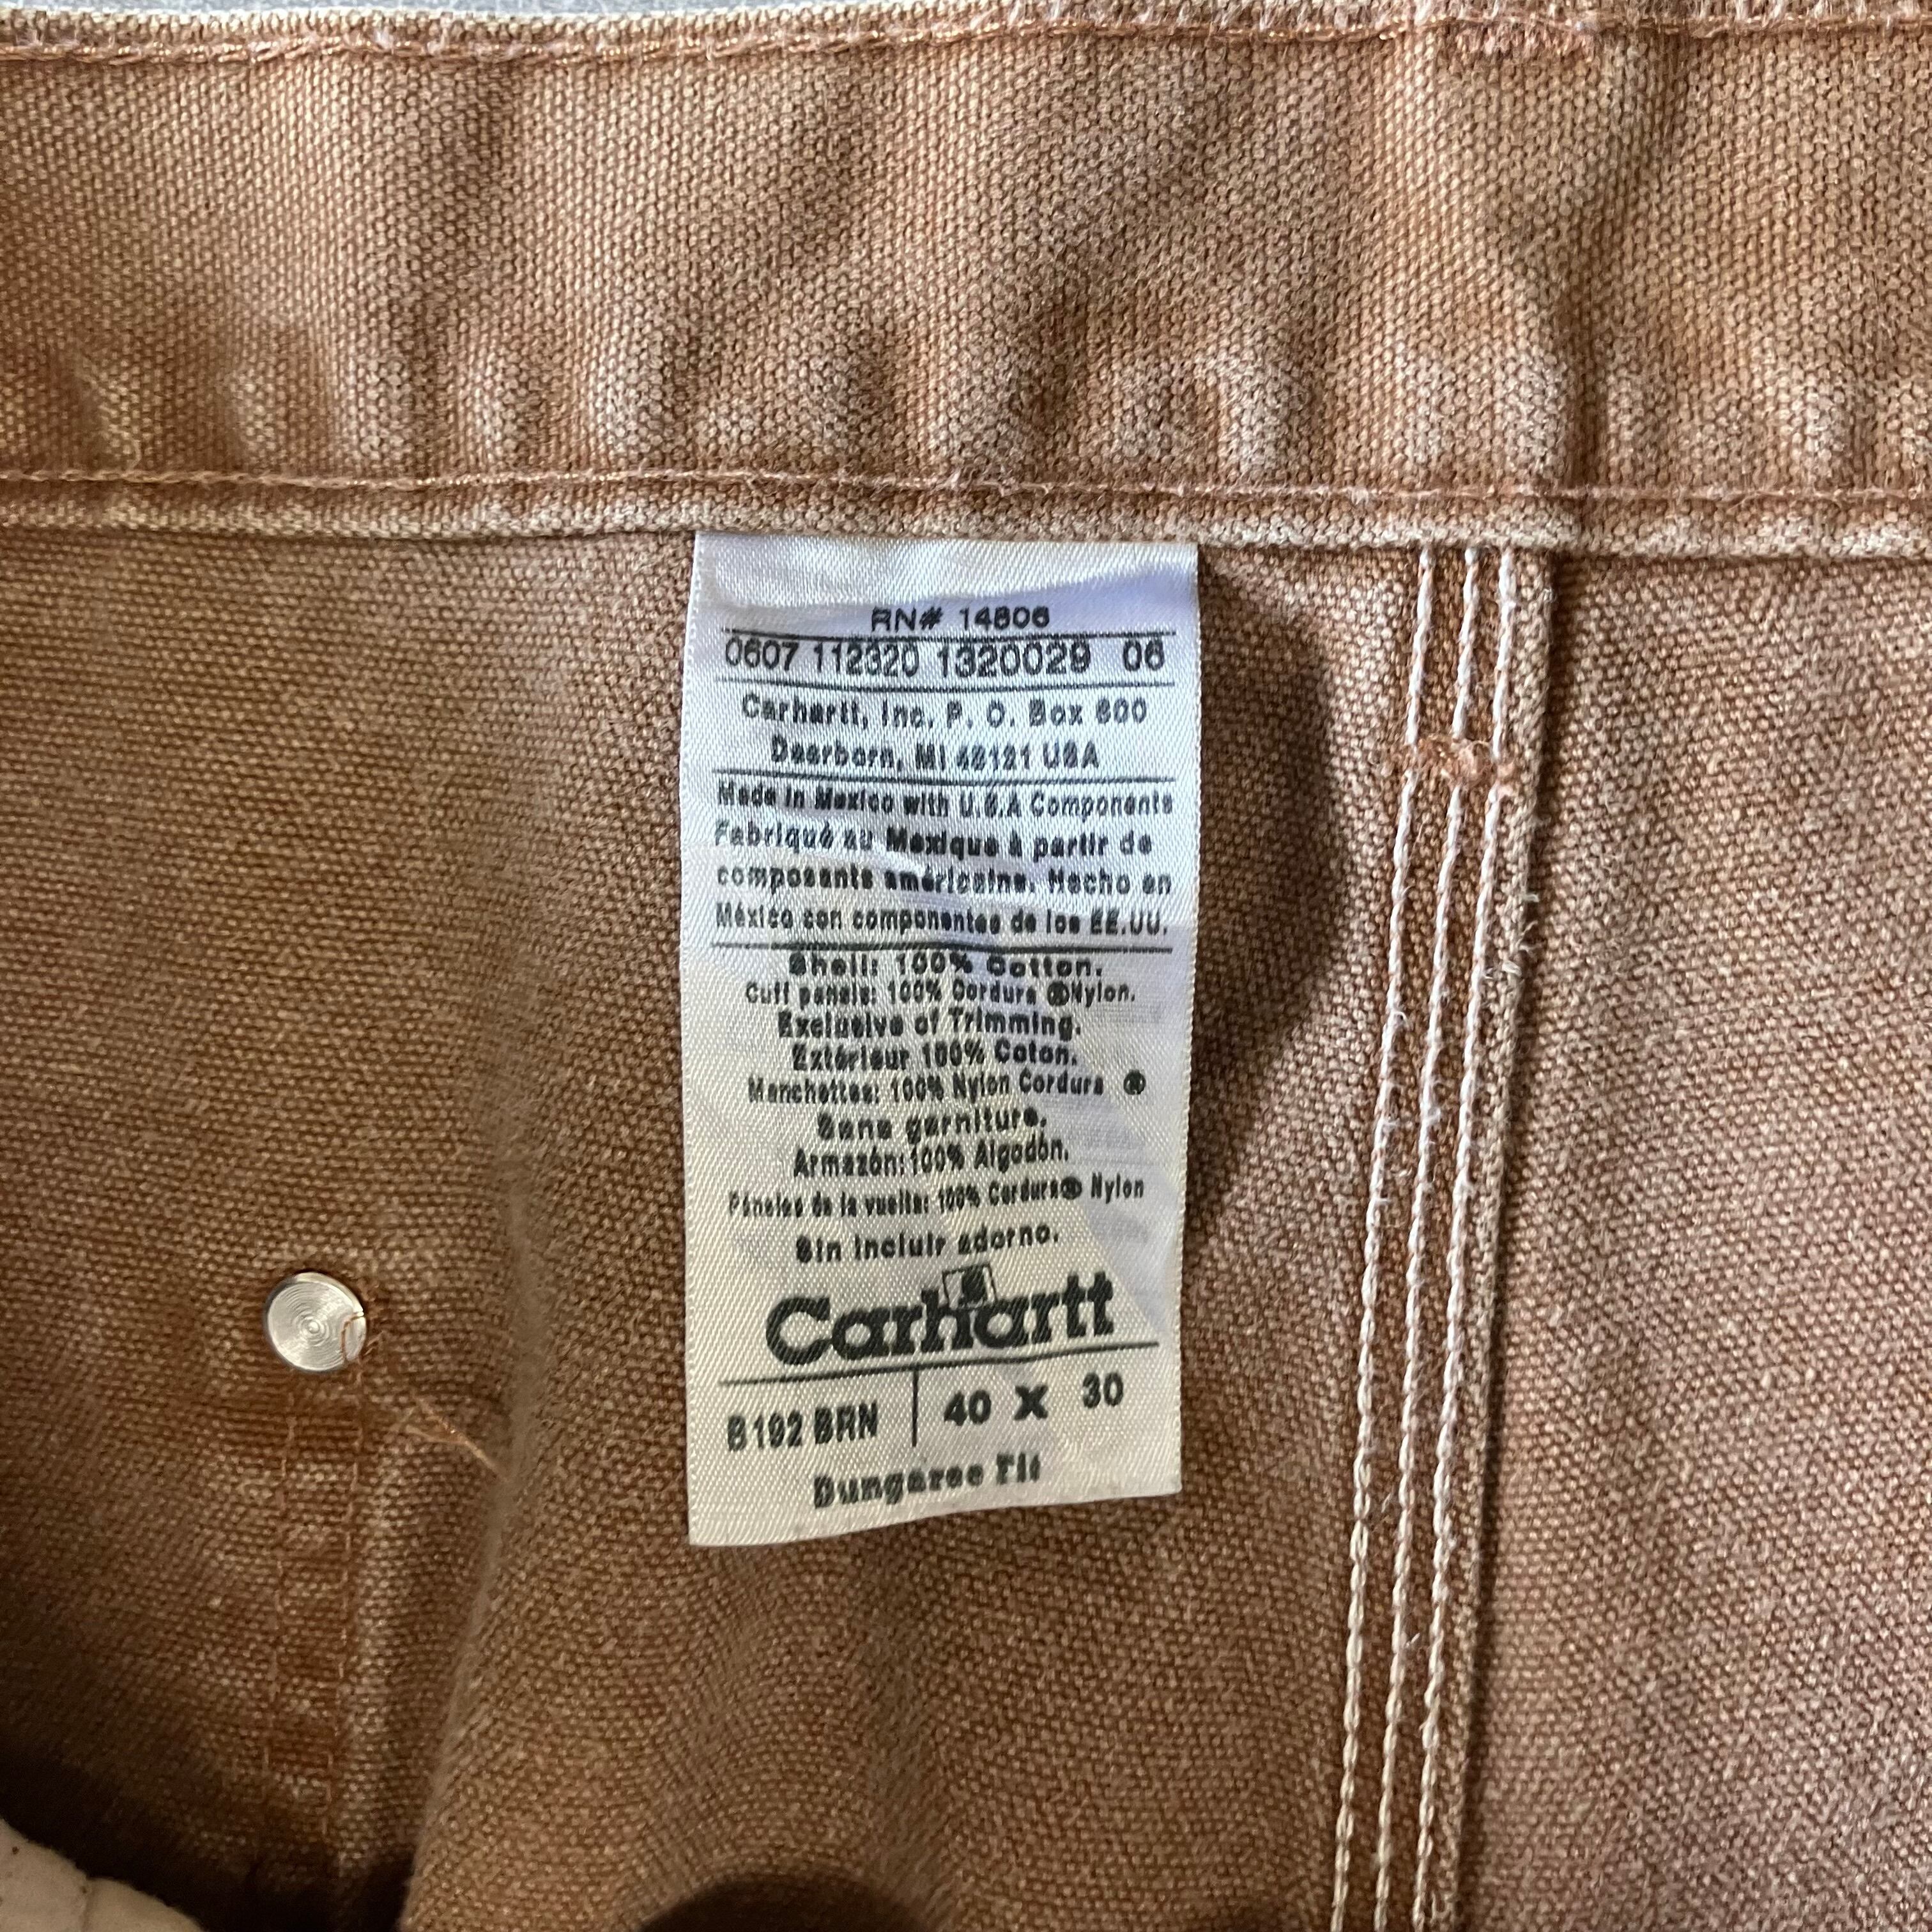 RN# 14806
0607 112320 1320029 06
Carhartt, Inc. P. O. Box 600
Dearborn, MI 48121 USA
Made in Mexico with U.S.A Components
Fabriqué au Mexique à partir de
composants américains. Hecho en
México con componentes de los EE.UU.
Shell: 100% Cotton.
Cuff panels: 100% Cordura ®Nylon.
Exclusive of Trimming.
Extérieur 100% Coton.
Manchettes: 100% Nylon Cordura ®
Sans garniture.
Armazón:100% Algodón.
Páneles de la vuelta: 100% Cordura® Nylon
Sin incluir adorno.
Carhartt
B192 BRN 40 X 30
Dungaree Fit